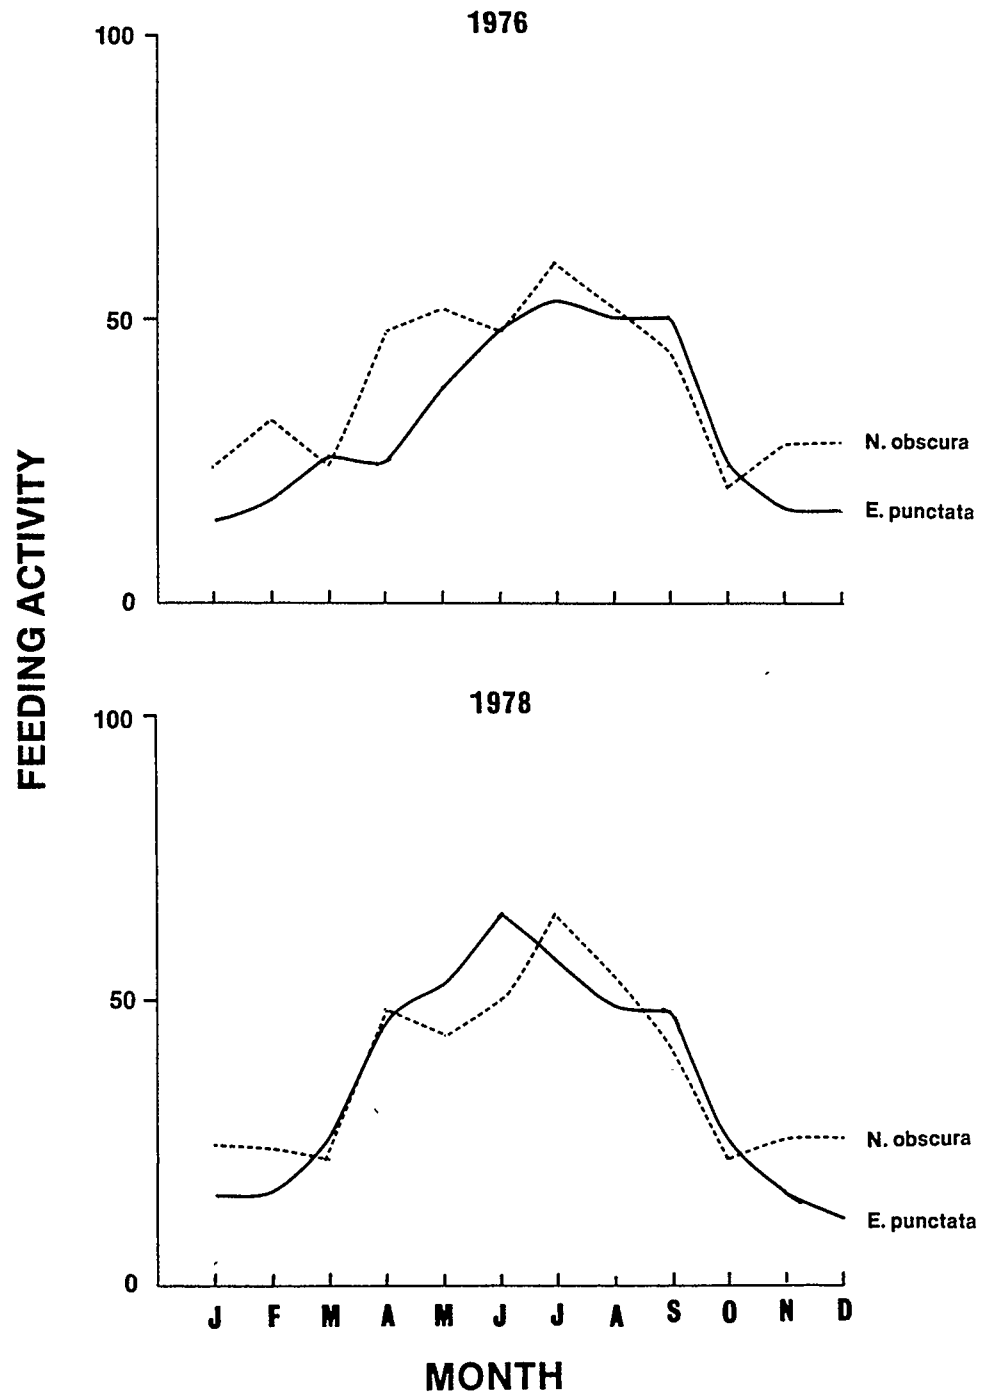 1976
100
50
0
N. obscura
E. punctata
FEEDING ACTIVITY
1978
100
50
0
N. obscura
E. punctata
J F M A M J J A S O N D
MONTH